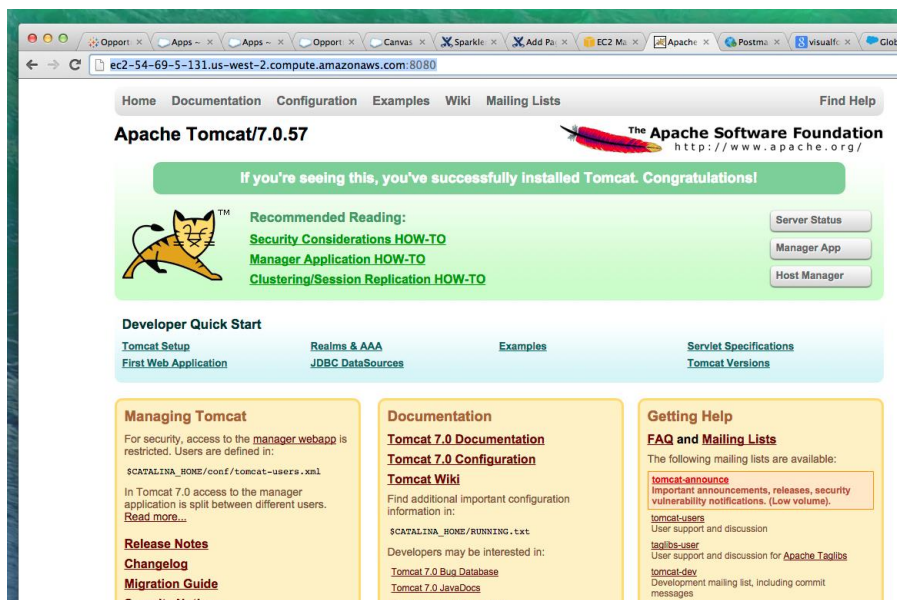 Opport
Apps ~
Apps ~
Opport
Canvas
Sparkle
Add Pa
EC2 Ma
Apache
Postma
visualfo
Glob
ec2-54-69-5-131.us-west-2.compute.amazonaws.com:8080
Home Documentation Configuration Examples Wiki Mailing Lists Find Help
Apache Tomcat/7.0.57
The Apache Software Foundation
http://www.apache.org/
If you're seeing this, you've successfully installed Tomcat. Congratulations!
TM
Recommended Reading:
Security Considerations HOW-TO
Manager Application HOW-TO
Clustering/Session Replication HOW-TO
Server Status
Manager App
Host Manager
Developer Quick Start
Tomcat Setup
First Web Application
Realms & AAA
JDBC DataSources
Examples
Servlet Specifications
Tomcat Versions
Managing Tomcat
For security, access to the manager webapp is
restricted. Users are defined in:
$CATALINA_HOME/conf/tomcat-users.xml
In Tomcat 7.0 access to the manager
application is split between different users.
Read more...
Release Notes
Changelog
Migration Guide
Documentation
Tomcat 7.0 Documentation
Tomcat 7.0 Configuration
Tomcat Wiki
Find additional important configuration
information in:
$CATALINA_HOME/RUNNING.txt
Developers may be interested in:
Tomcat 7.0 Bug Database
Tomcat 7.0 JavaDocs
Getting Help
FAQ and Mailing Lists
The following mailing lists are available:
tomcat-announce
Important announcements, releases, security
vulnerability notifications. (Low volume).
tomcat-users
User support and discussion
taglibs-user
User support and discussion for Apache Taglibs
tomcat-dev
Development mailing list, including commit
messages